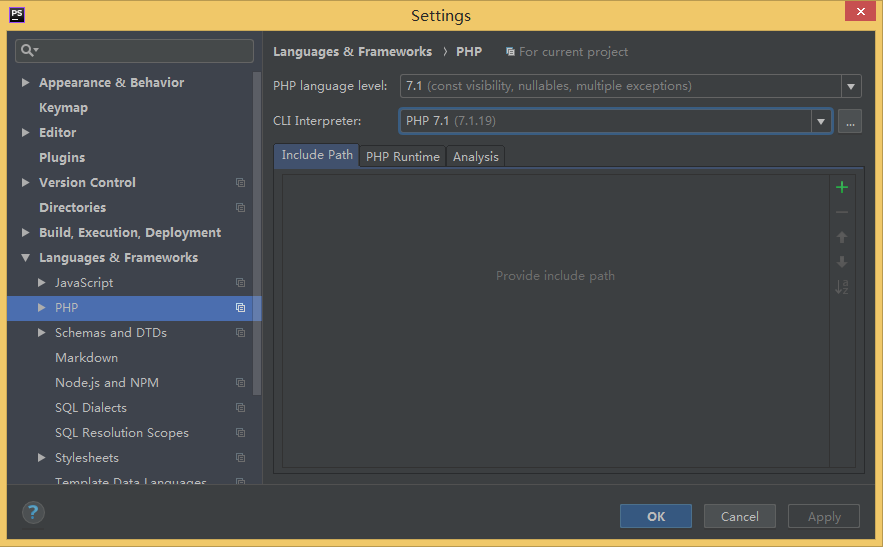 PS
Settings
Appearance & Behavior
Keymap
Editor
Plugins
Version Control
Directories
Build, Execution, Deployment
Languages & Frameworks
JavaScript
PHP
Schemas and DTDs
Markdown
Node.js and NPM
SQL Dialects
SQL Resolution Scopes
Stylesheets
Template Data Languages
Languages & Frameworks › PHP For current project
PHP language level: 7.1 (const visibility, nullables, multiple exceptions)
CLI Interpreter: PHP 7.1 (7.1.19) ...
Include Path PHP Runtime Analysis
Provide include path
a z
? OK Cancel Apply